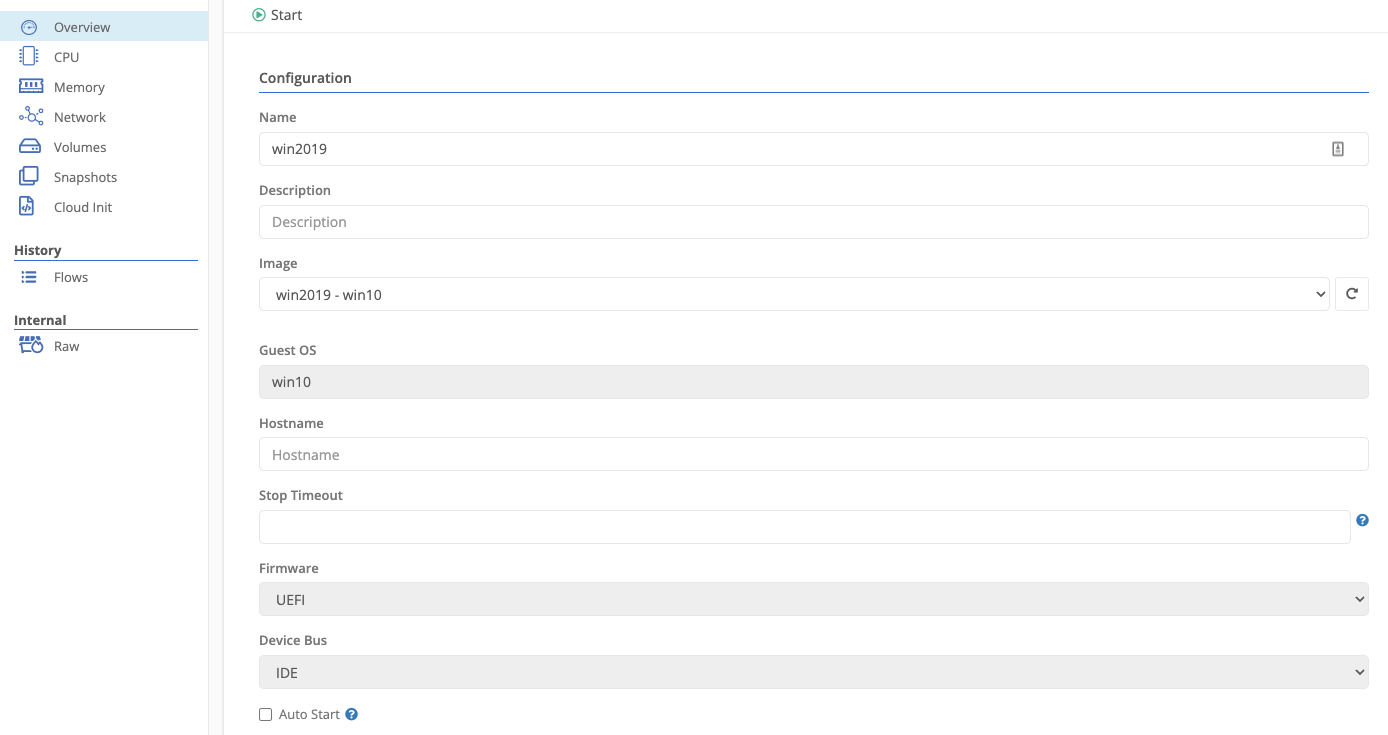 Overview
CPU
Memory
Network
Volumes
Snapshots
Cloud Init
History
Flows
Internal
Raw
Start
Configuration
Name
win2019
Description
Description
Image
win2019 - win10
Guest OS
win10
Hostname
Hostname
Stop Timeout
?
Firmware
UEFI
Device Bus
IDE
Auto Start ?